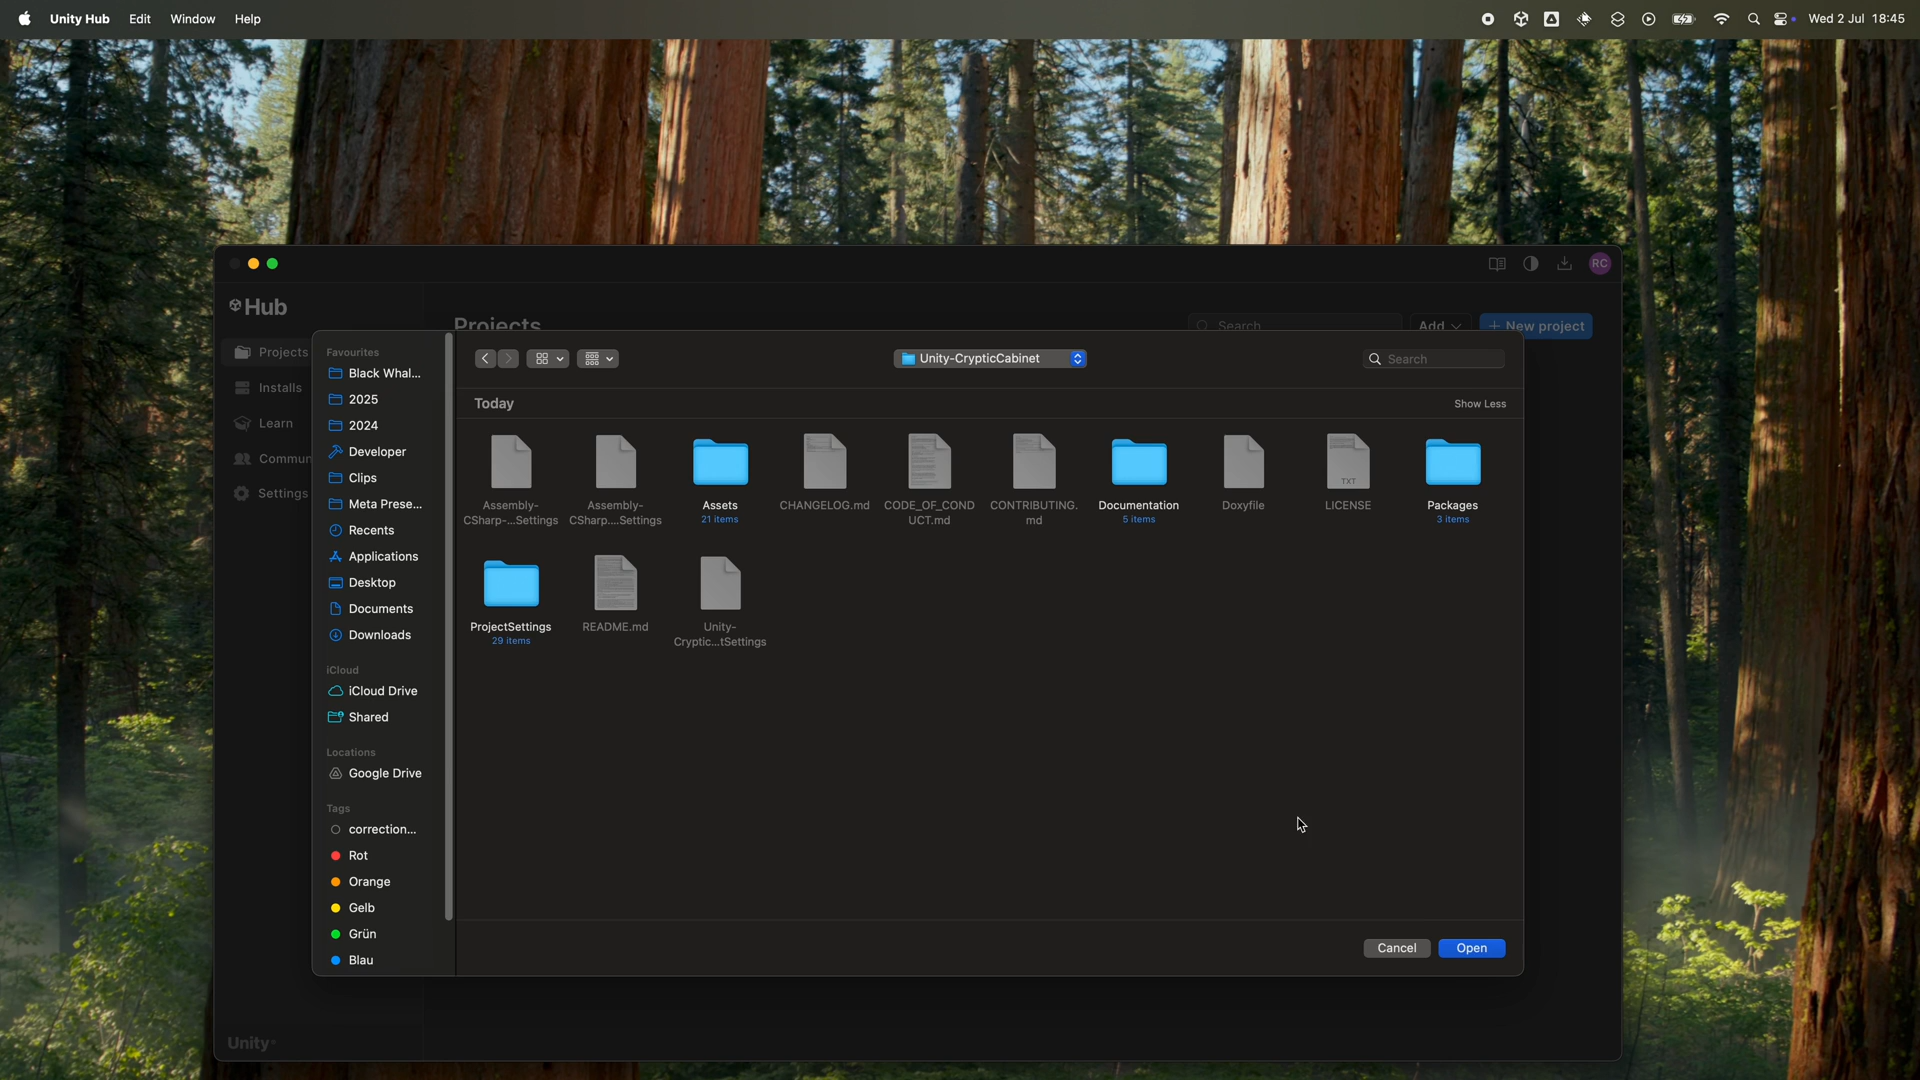 Unity Hub Edit Window Help
Wed 2 Jul 18:45
RC
Hub
Projects
Search
Add
+ New project
Projects
Installs
Learn
Commun
Settings
Unity
Favourites
Black Whal...
2025
2024
Developer
Clips
Meta Prese...
Recents
Applications
Desktop
Documents
Downloads
iCloud
iCloud Drive
Shared
Locations
Google Drive
Tags
correction...
Rot
Orange
Gelb
Grün
Blau
Unity-CrypticCabinet
Search
Today
Show Less
Assembly-
CSharp-...Settings
Assembly-
CSharp....Settings
Assets
21 items
CHANGELOG.md
CODE_OF_COND
UCT.md
CONTRIBUTING.
md
Documentation
5 items
Doxyfile
TXT
LICENSE
Packages
3 items
ProjectSettings
29 items
README.md
Unity-
Cryptic...tSettings
Cancel
Open